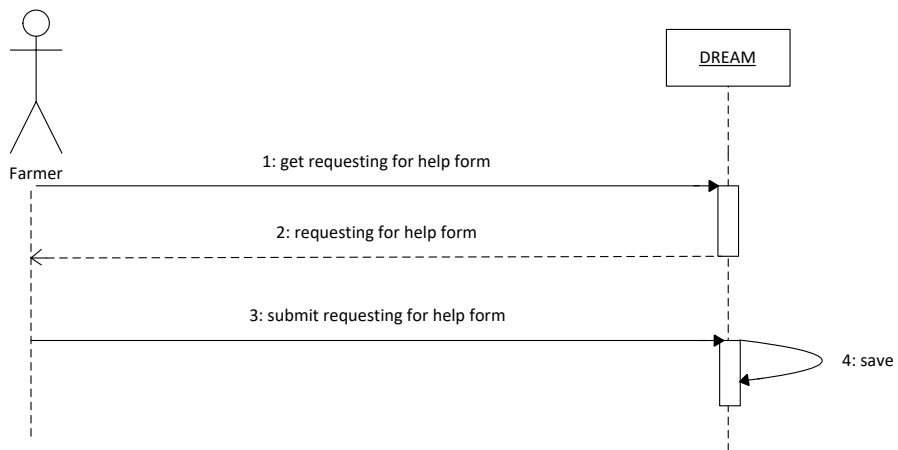 DREAM
Farmer
1: get requesting for help form
2: requesting for help form
3: submit requesting for help form
4: save